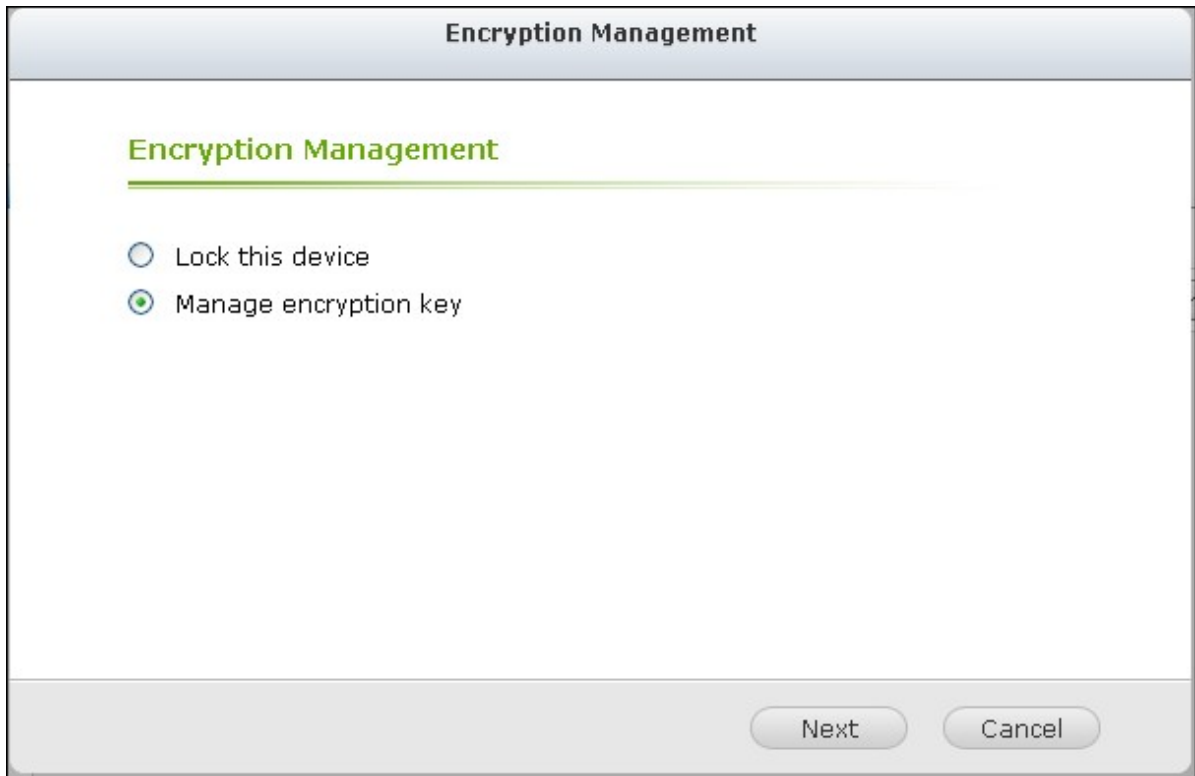 Encryption Management
Encryption Management
Lock this device
Manage encryption key
Next Cancel